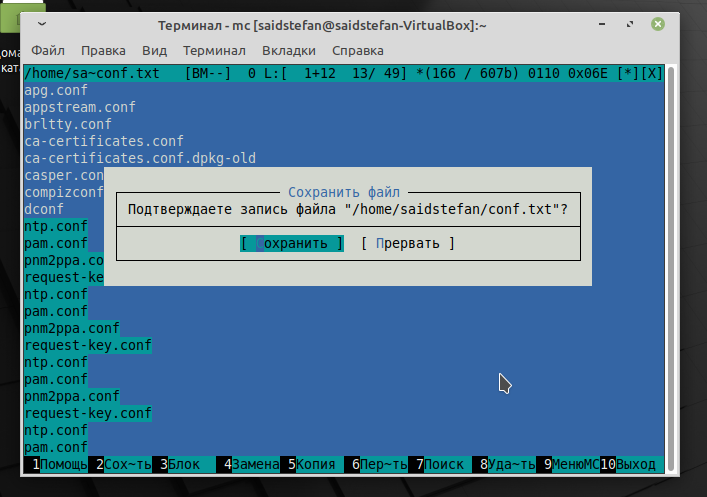 Терминал - mc [saidstefan@saidstefan-VirtualBox]:~
Файл Правка Вид Терминал Вкладки Справка
/home/sa~conf.txt [BM--] 0 L:[ 1+12 13/ 49] *(166 / 607b) 0110 0x06E [*][X]
apg.conf
appstream.conf
brltty.conf
ca-certificates.conf
ca-certificates.conf.dpkg-old
casper.con
compizconf
dconf
Сохранить файл
Подтверждаете запись файла "/home/saidstefan/conf.txt"?
[ Сохранить ] [ Прервать ]
ntp.conf
pam.conf
pnm2ppa.co
request-ke
ntp.conf
pam.conf
pnm2ppa.conf
request-key.conf
ntp.conf
pam.conf
pnm2ppa.conf
request-key.conf
ntp.conf
pam.conf
1Помощь 2Сох~ть 3Блок 4Замена 5Копия 6Пер~ть 7Поиск 8Уда~ть 9МенюMC 10Выход